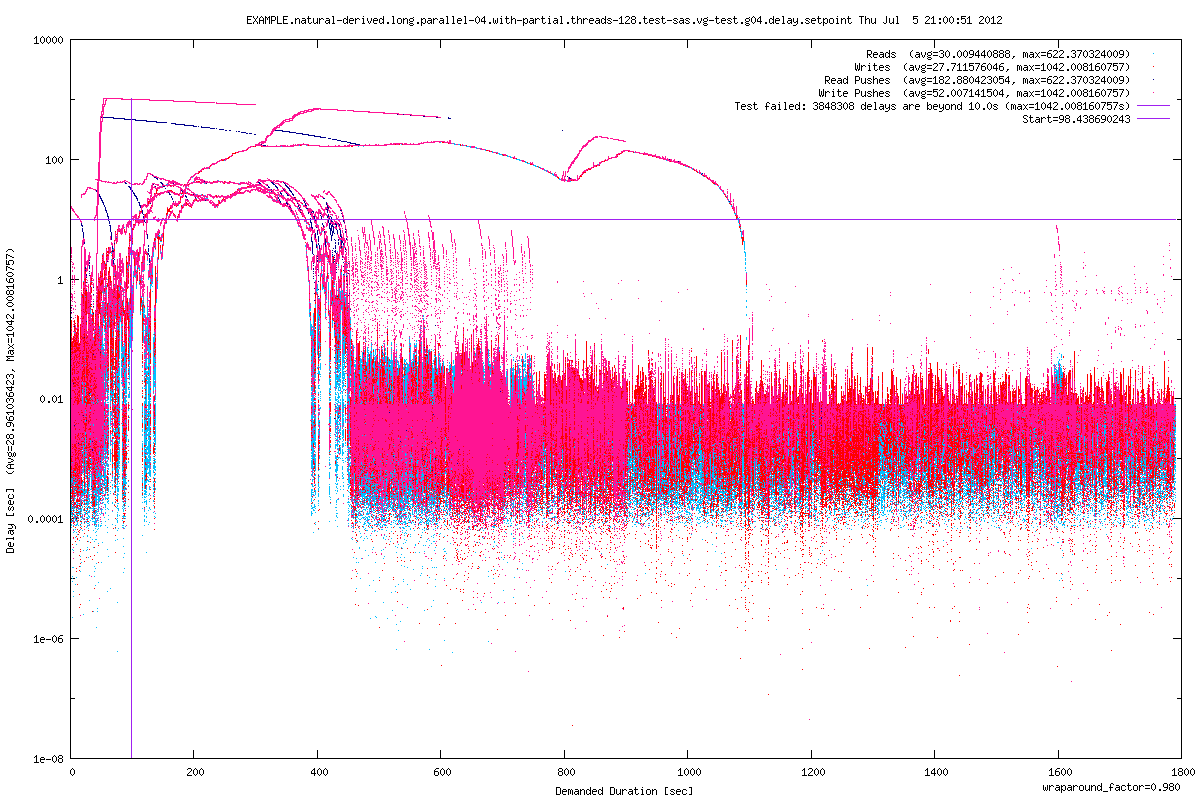 EXAMPLE.natural-derived.long.parallel-04.with-partial.threads-128.test-sas.vg-test.g04.delay.setpoint Thu Jul  5 21:00:51 2012
Reads  (avg=30.009440888, max=622.370324009)
Writes  (avg=27.711576046, max=1042.008160757)
Read Pushes  (avg=182.880423054, max=622.370324009)
Write Pushes  (avg=52.007141504, max=1042.008160757)
Test failed: 3848308 delays are beyond 10.0s (max=1042.008160757s)
Start=98.438690243
10000
100
1
0.01
0.0001
1e-06
1e-08
Delay [sec]  (Avg=28.961036423, Max=1042.008160757)
0 200 400 600 800 1000 1200 1400 1600 1800
Demanded Duration [sec]
wraparound_factor=0.980